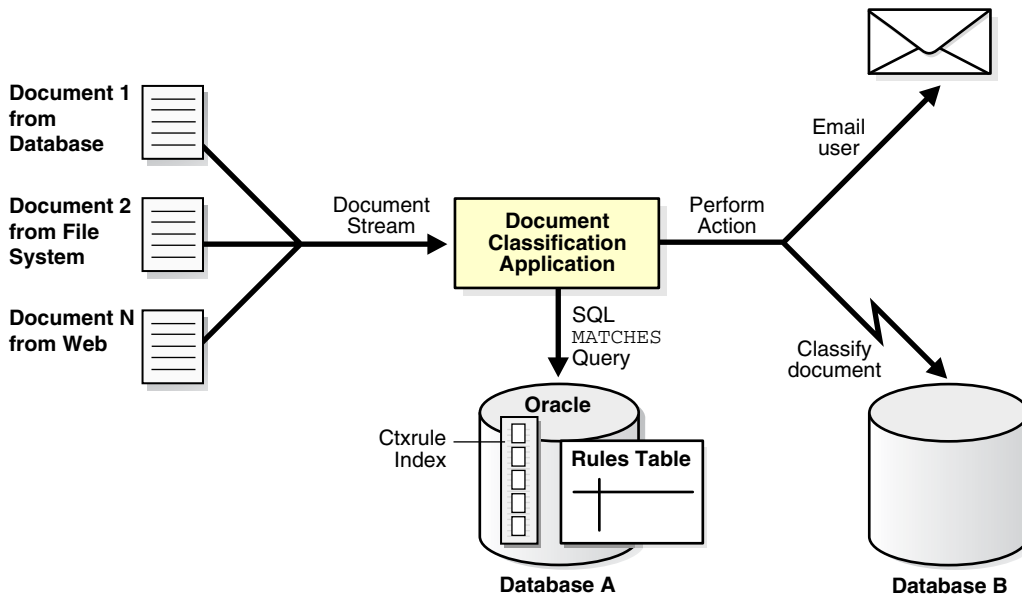 Document 1
from
Database
Document 2
from File
System
Document N
from Web
Document
Stream
Document
Classification
Application
Perform
Action
Email
user
Classify
document
SQL
MATCHES
Query
Oracle
Ctxrule
Index
Rules Table
Database A
Database B